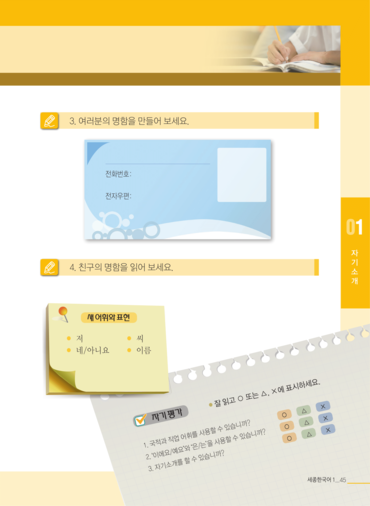 3. 여러분의 명함을 만들어 보세요.
전화번호:
전자우편:
01
자기소개
4. 친구의 명함을 읽어 보세요.
새 어휘와 표현
저
씨
네/아니요
이름
자기평가
잘 읽고 ○ 또는 △, ×에 표시하세요.
1. 국적과 직업 어휘를 사용할 수 있습니까?
○ △ ×
2. '이에요/예요'와 '은/는'을 사용할 수 있습니까?
○ △ ×
3. 자기소개를 할 수 있습니까?
○ △ ×
세종한국어 1_ 45